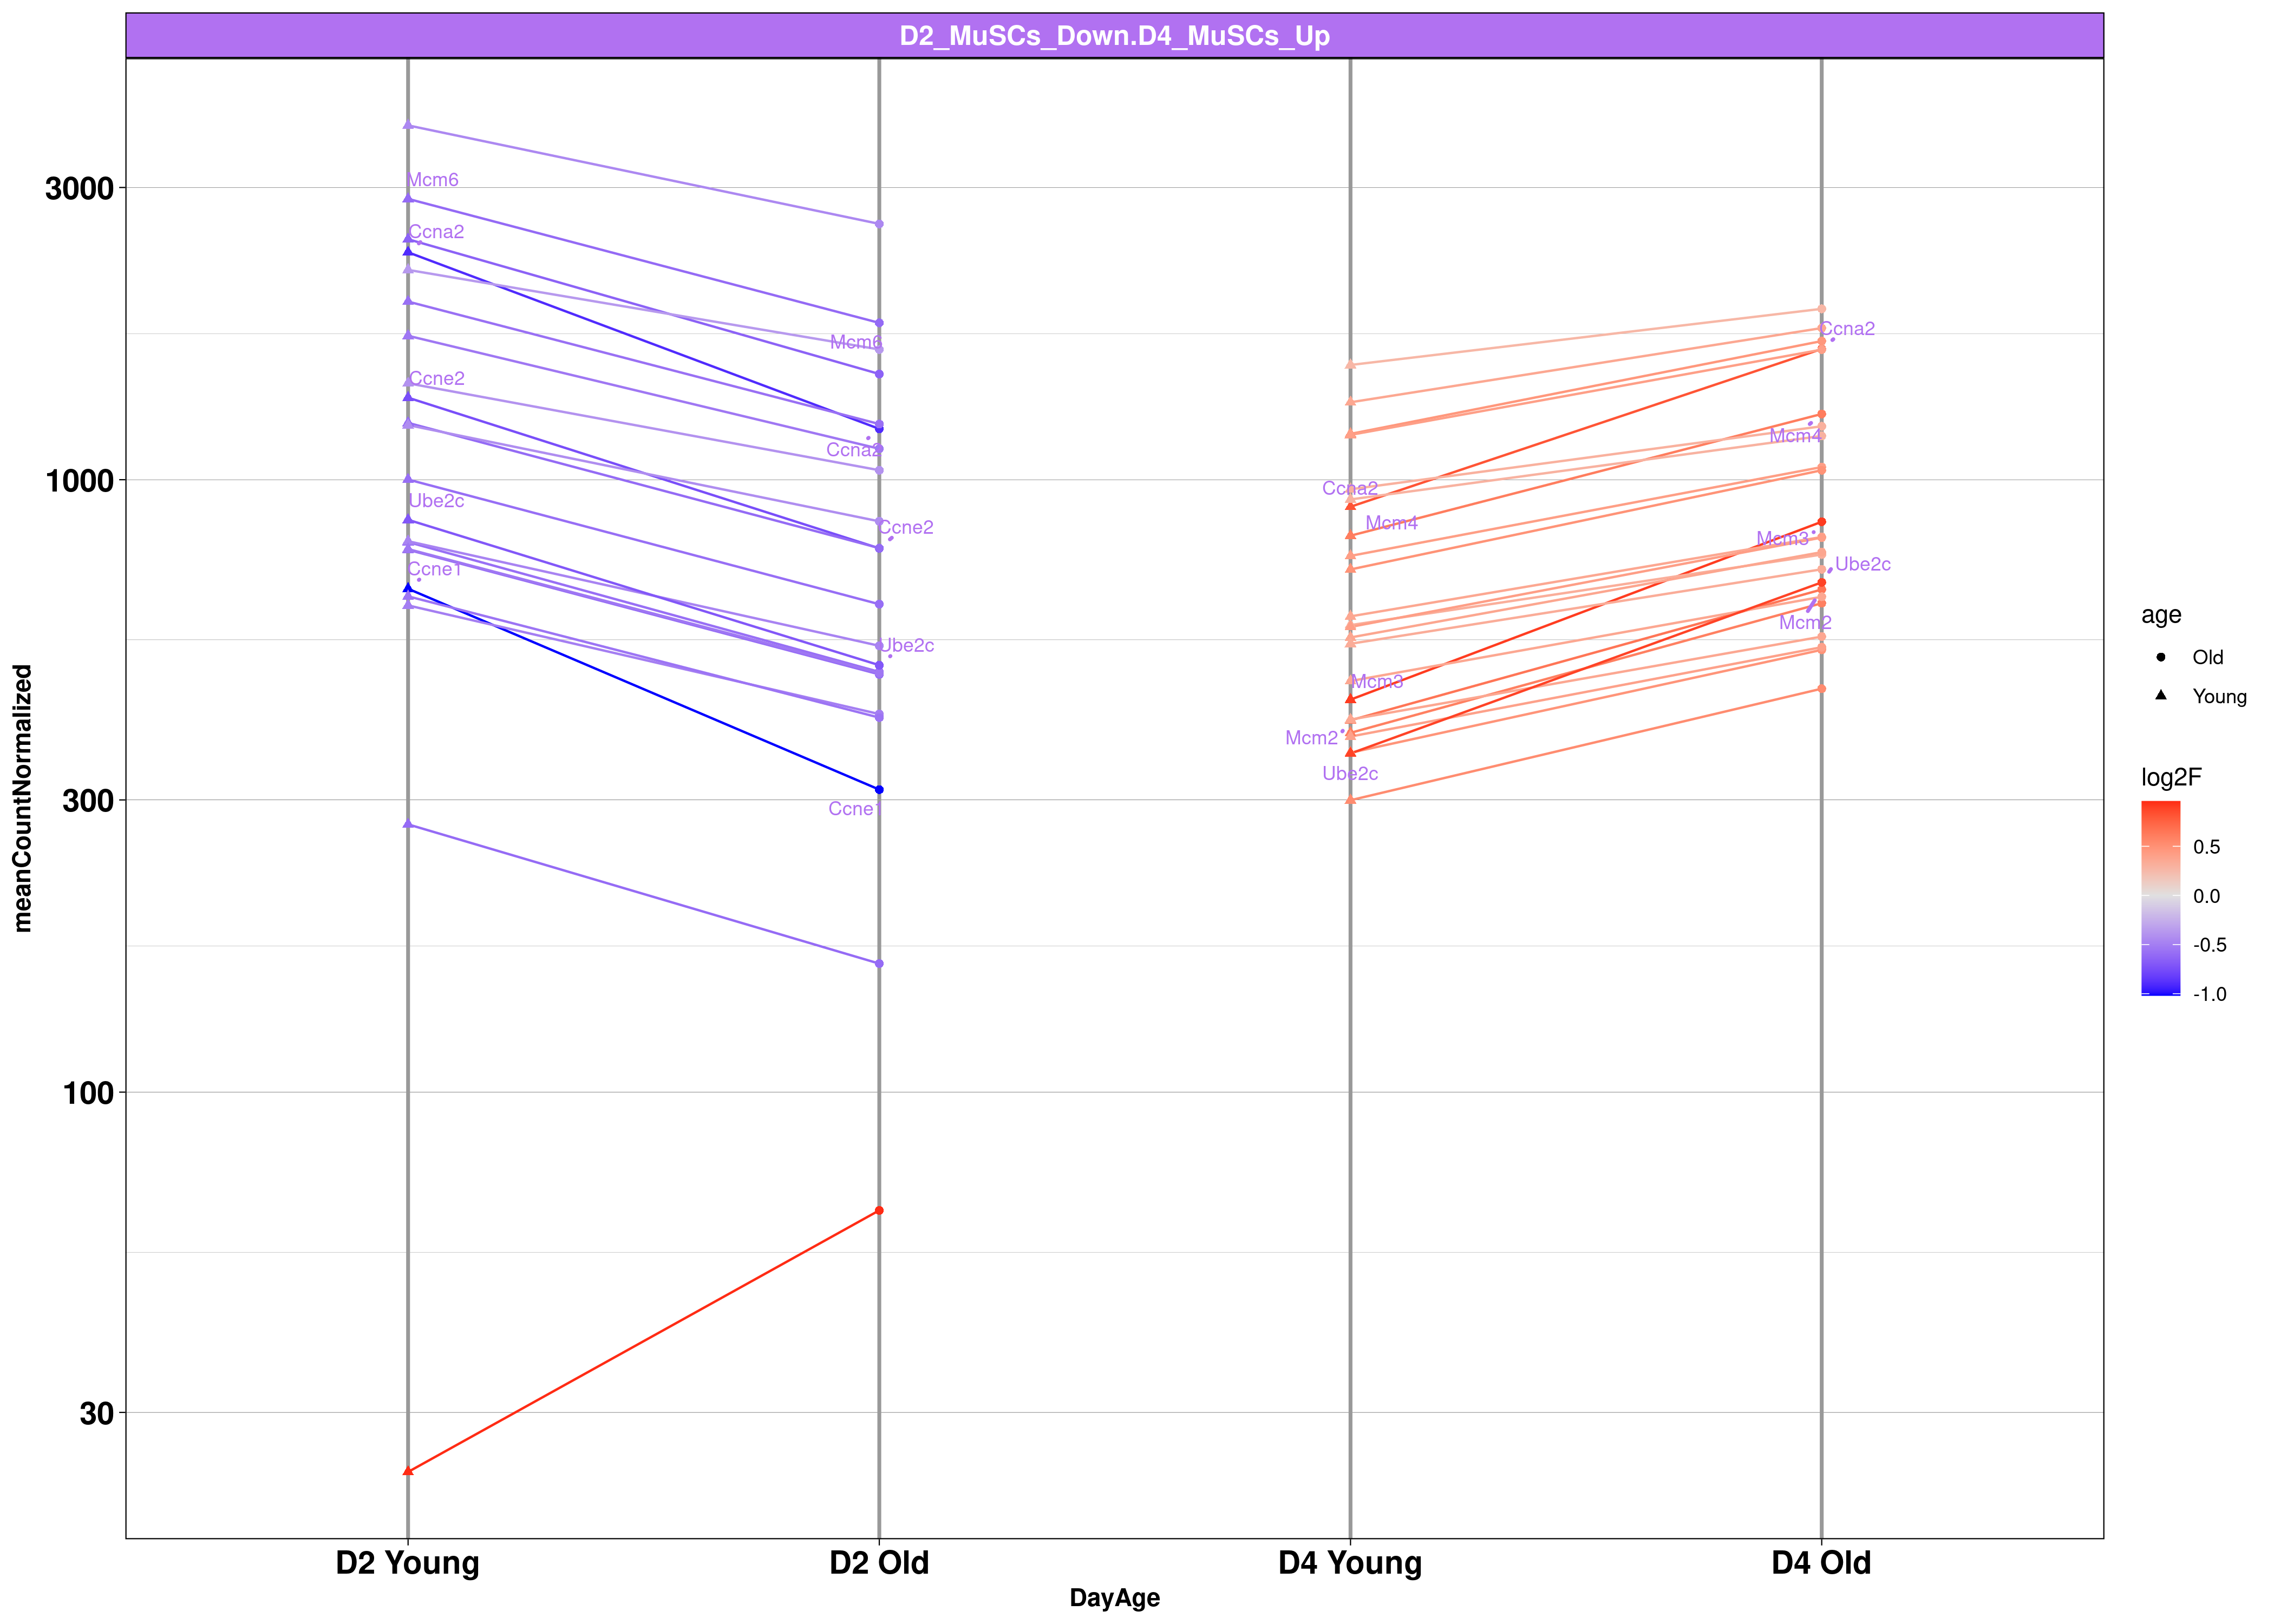 D2_MuSCs_Down.D4_MuSCs_Up
3000
1000
300
100
30
meanCountNormalized
Mcm6
Ccna2
Ccne2
Ube2c
Ccne1
Mcm6
Ccna2
Ccne2
Ube2c
Ccne1
Ccna2
Mcm4
Mcm3
Mcm2
Ube2c
Ccna2
Mcm4
Mcm3
Ube2c
Mcm2
D2 Young
D2 Old
D4 Young
D4 Old
DayAge
age
Old
Young
log2F
0.5
0.0
-0.5
-1.0